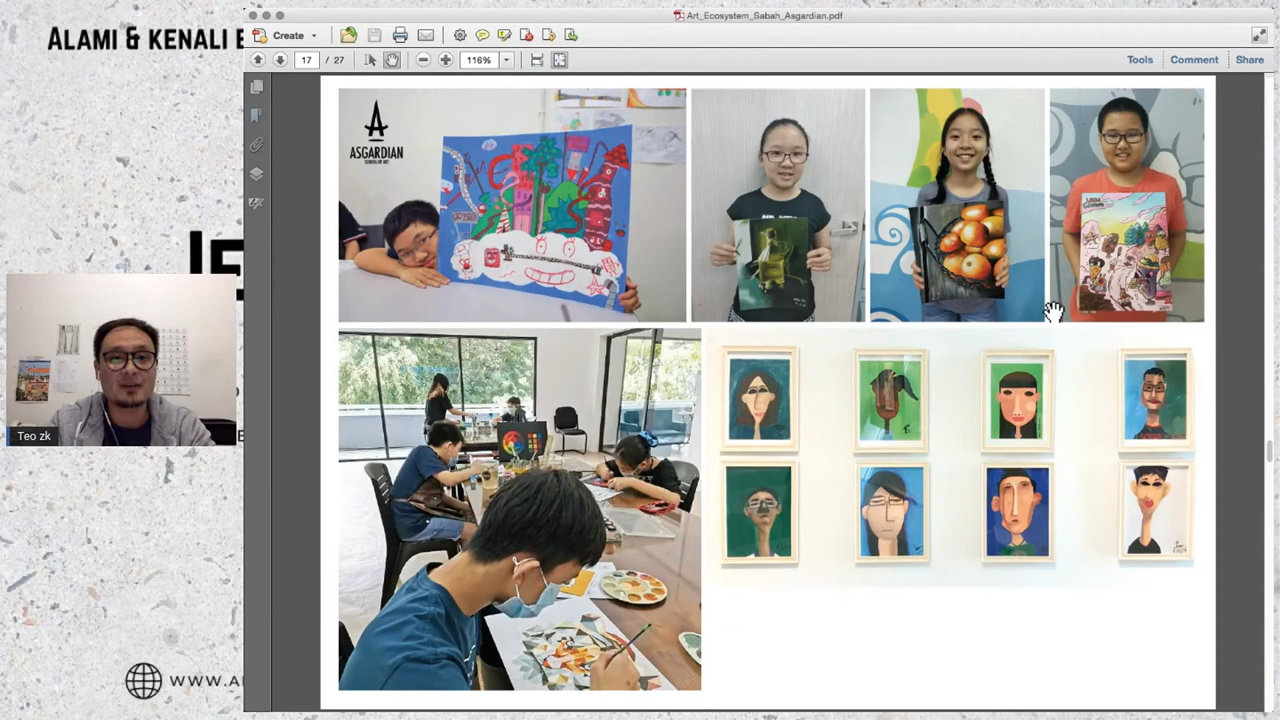 ALAMI & KENALI
Art_Ecosystem_Sabah_Asgardian.pdf
Create
17 / 27
116%
Tools
Comment
Share
ASGARDIAN
SCHOOL OF ART
Teo zk
WWW.A